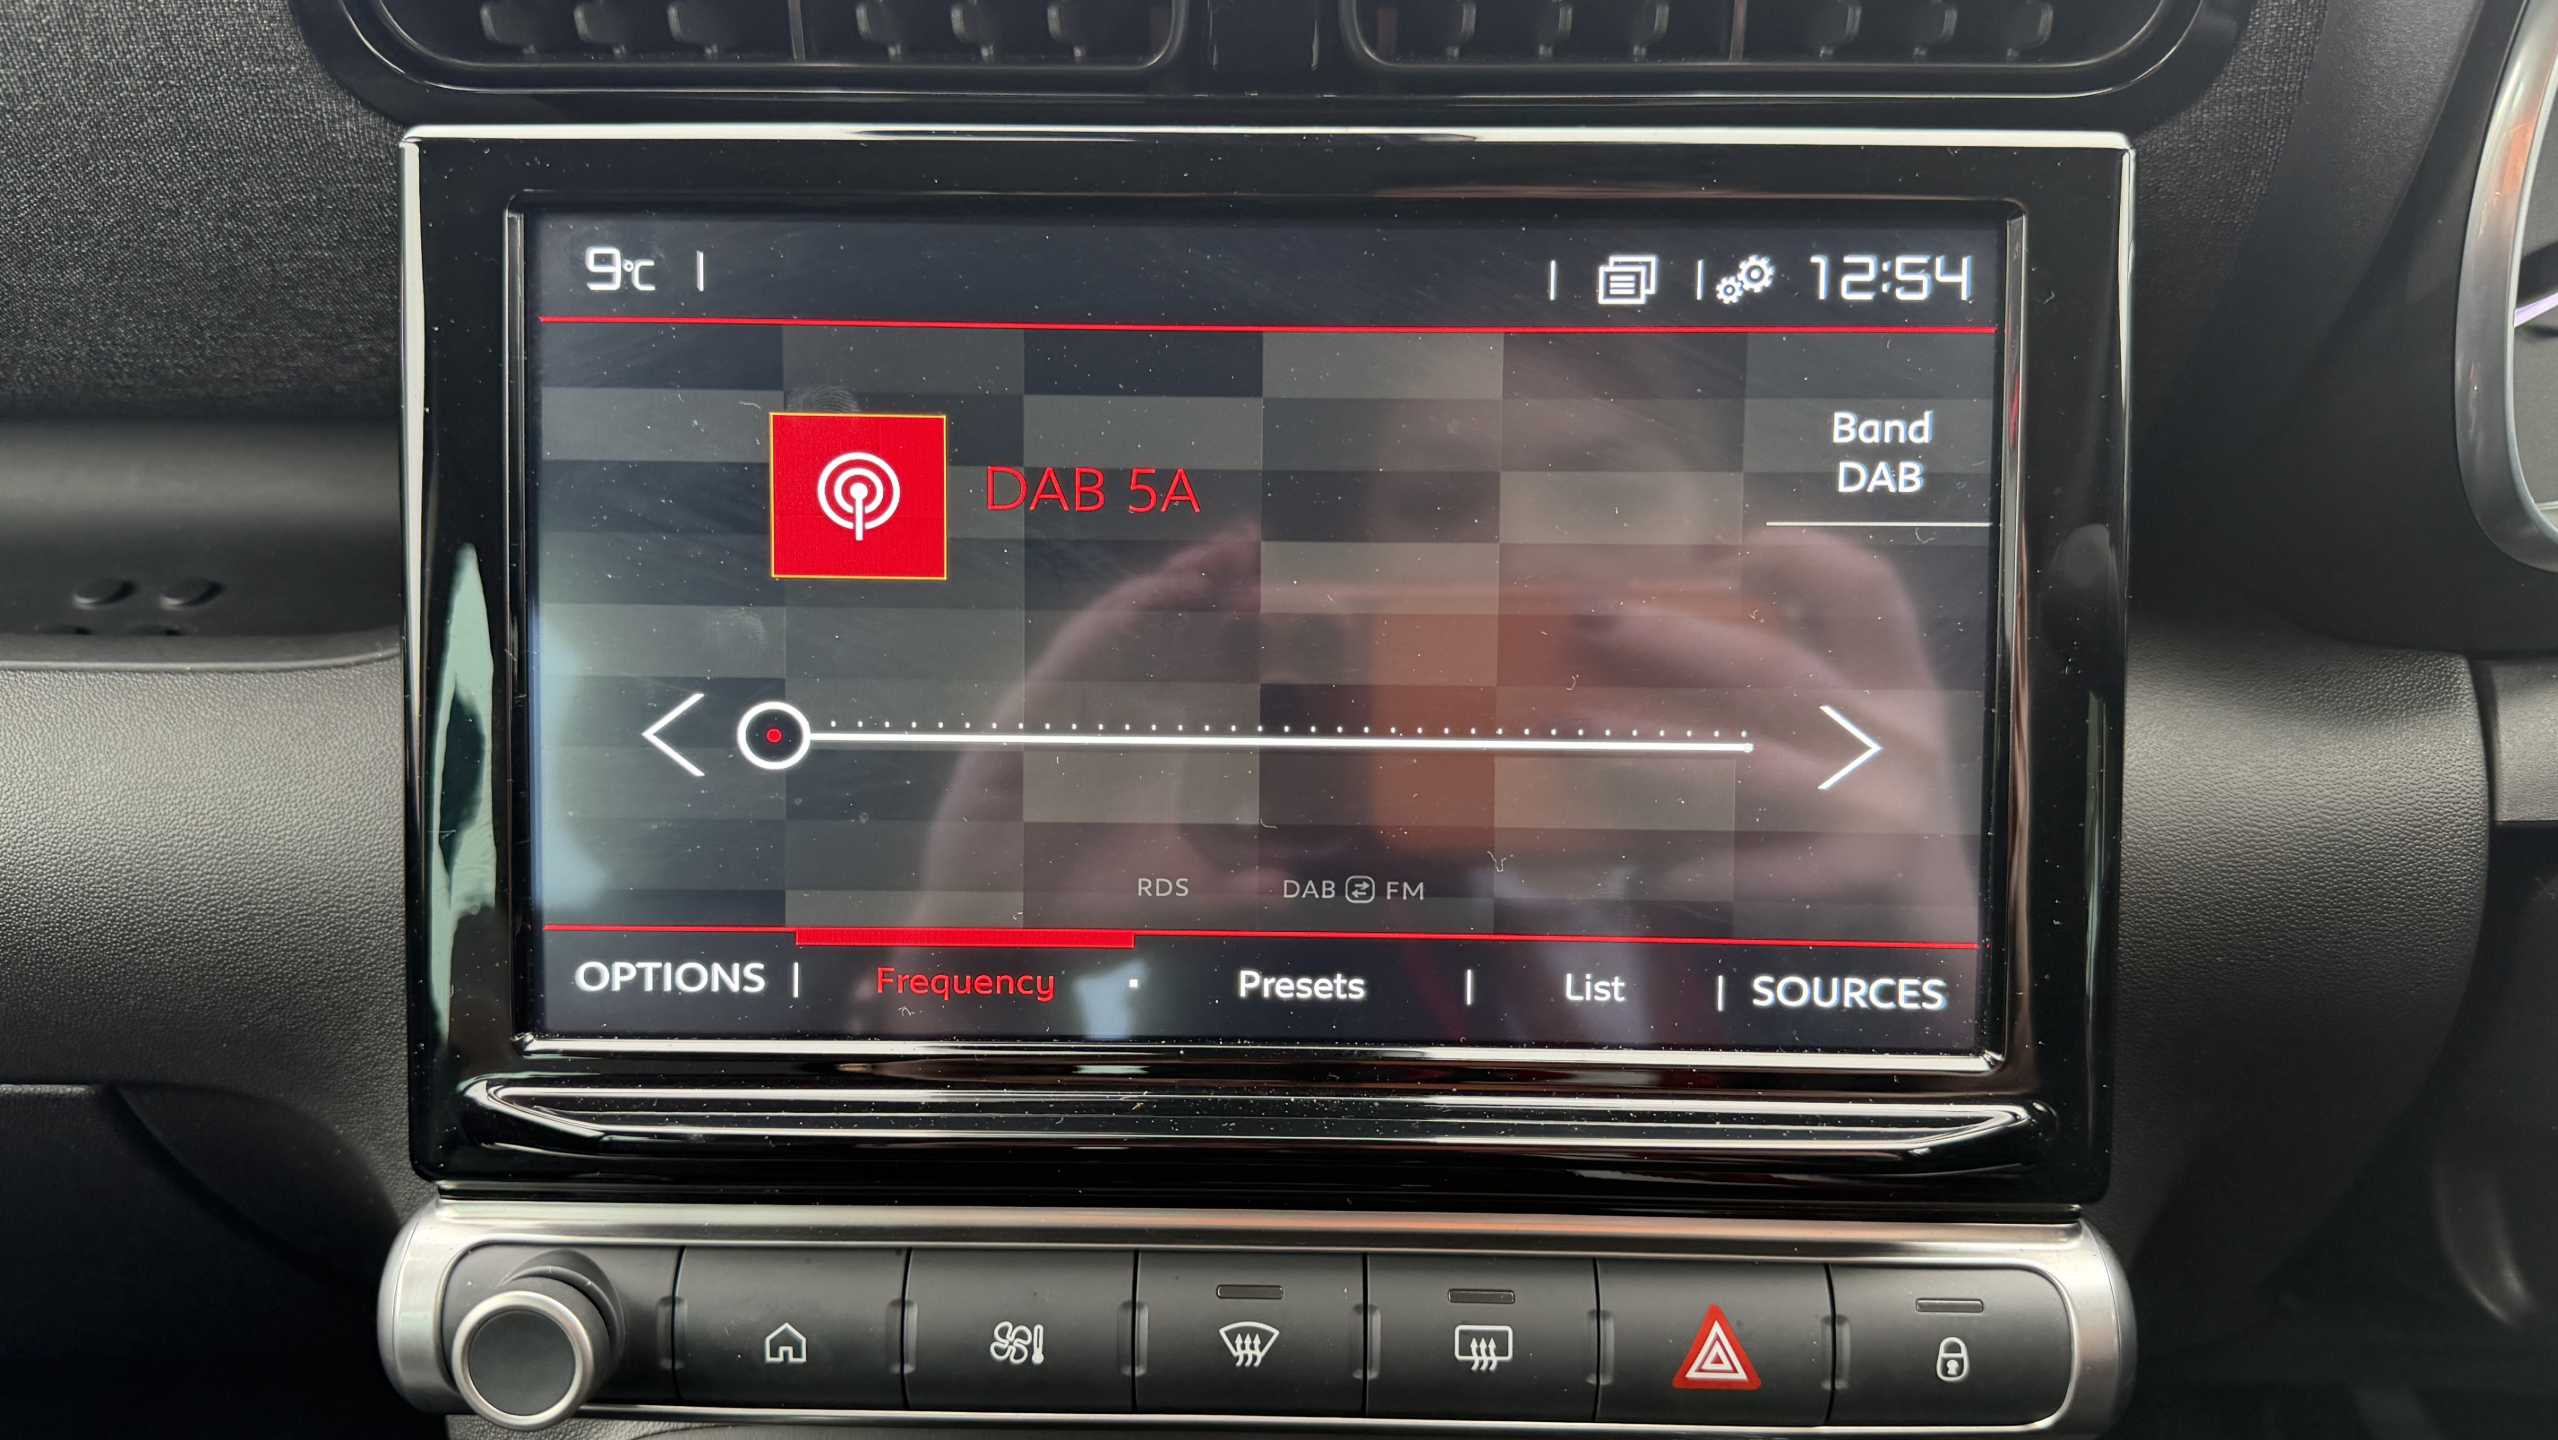 9°C
12:54
Band
DAB
DAB 5A
RDS DAB FM
OPTIONS Frequency Presets List SOURCES